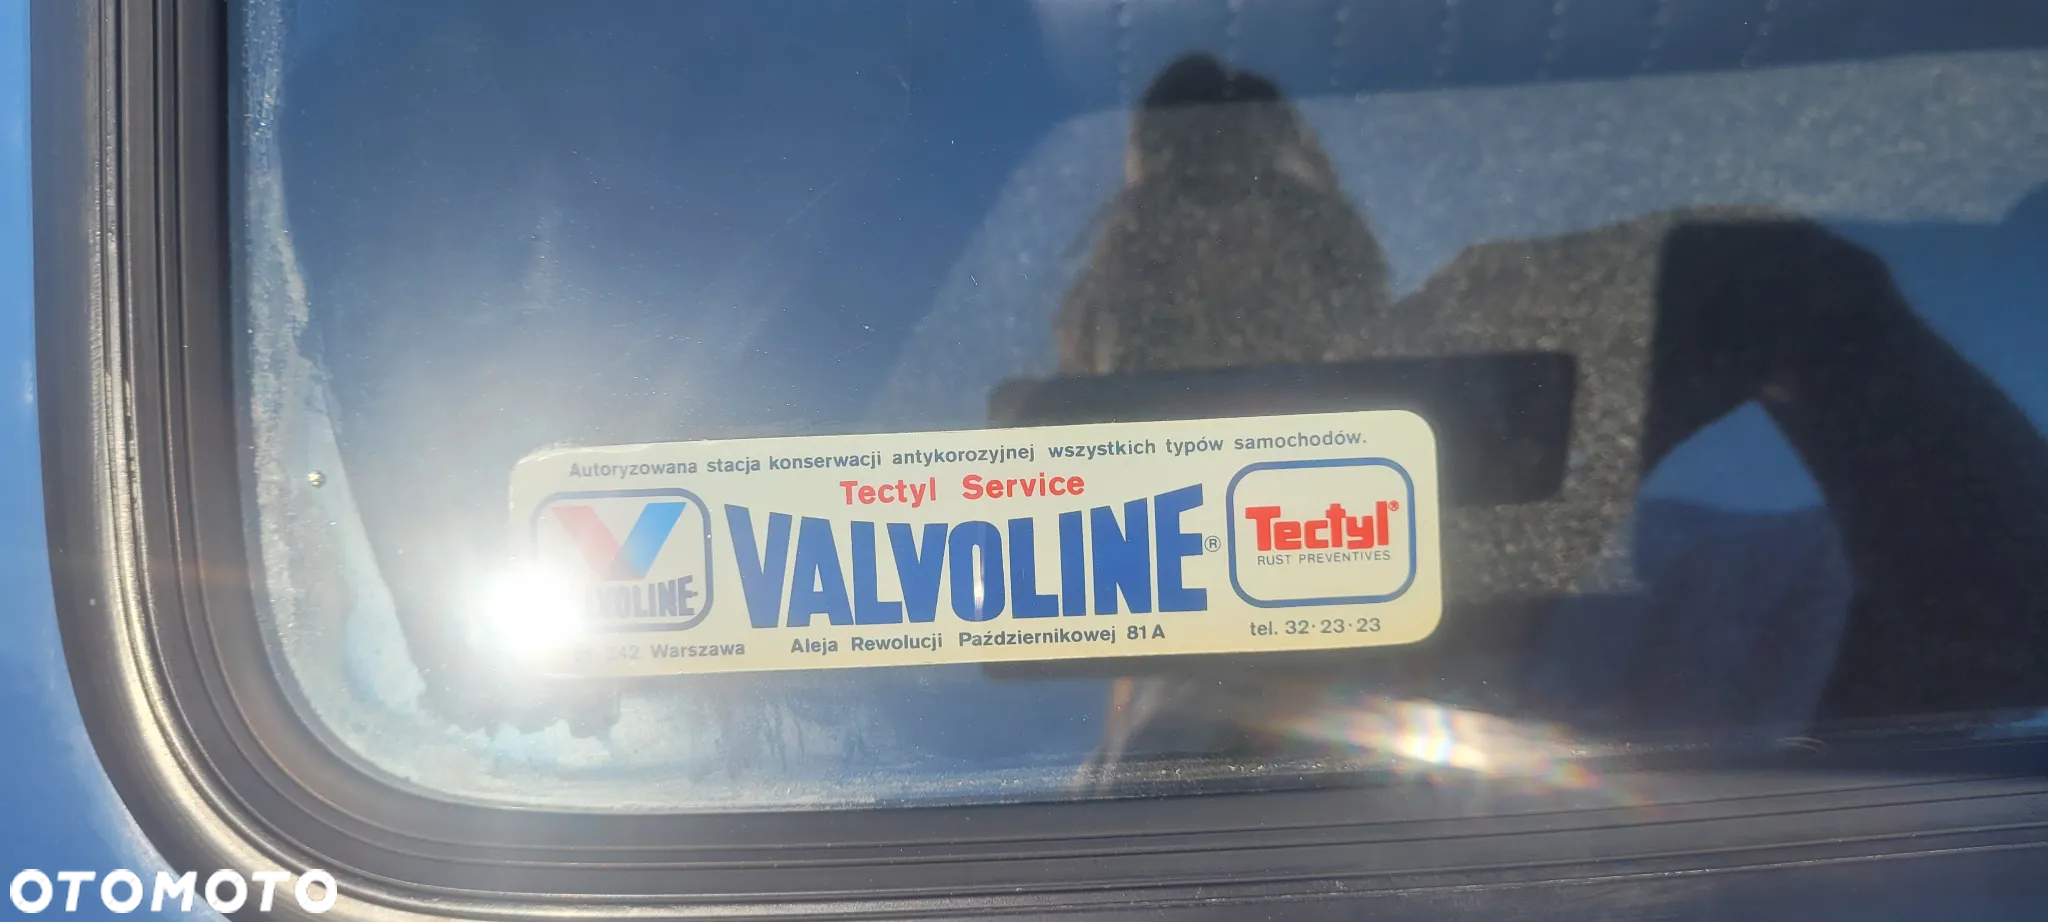 Autoryzowana stacja konserwacji antykorozyjnej wszystkich typów samochodów.
Tectyl Service
VALVOLINE®
Tectyl®
RUST PREVENTIVES
Warszawa Aleja Rewolucji Październikowej 81 A tel. 32·23·23
OTOMOTO